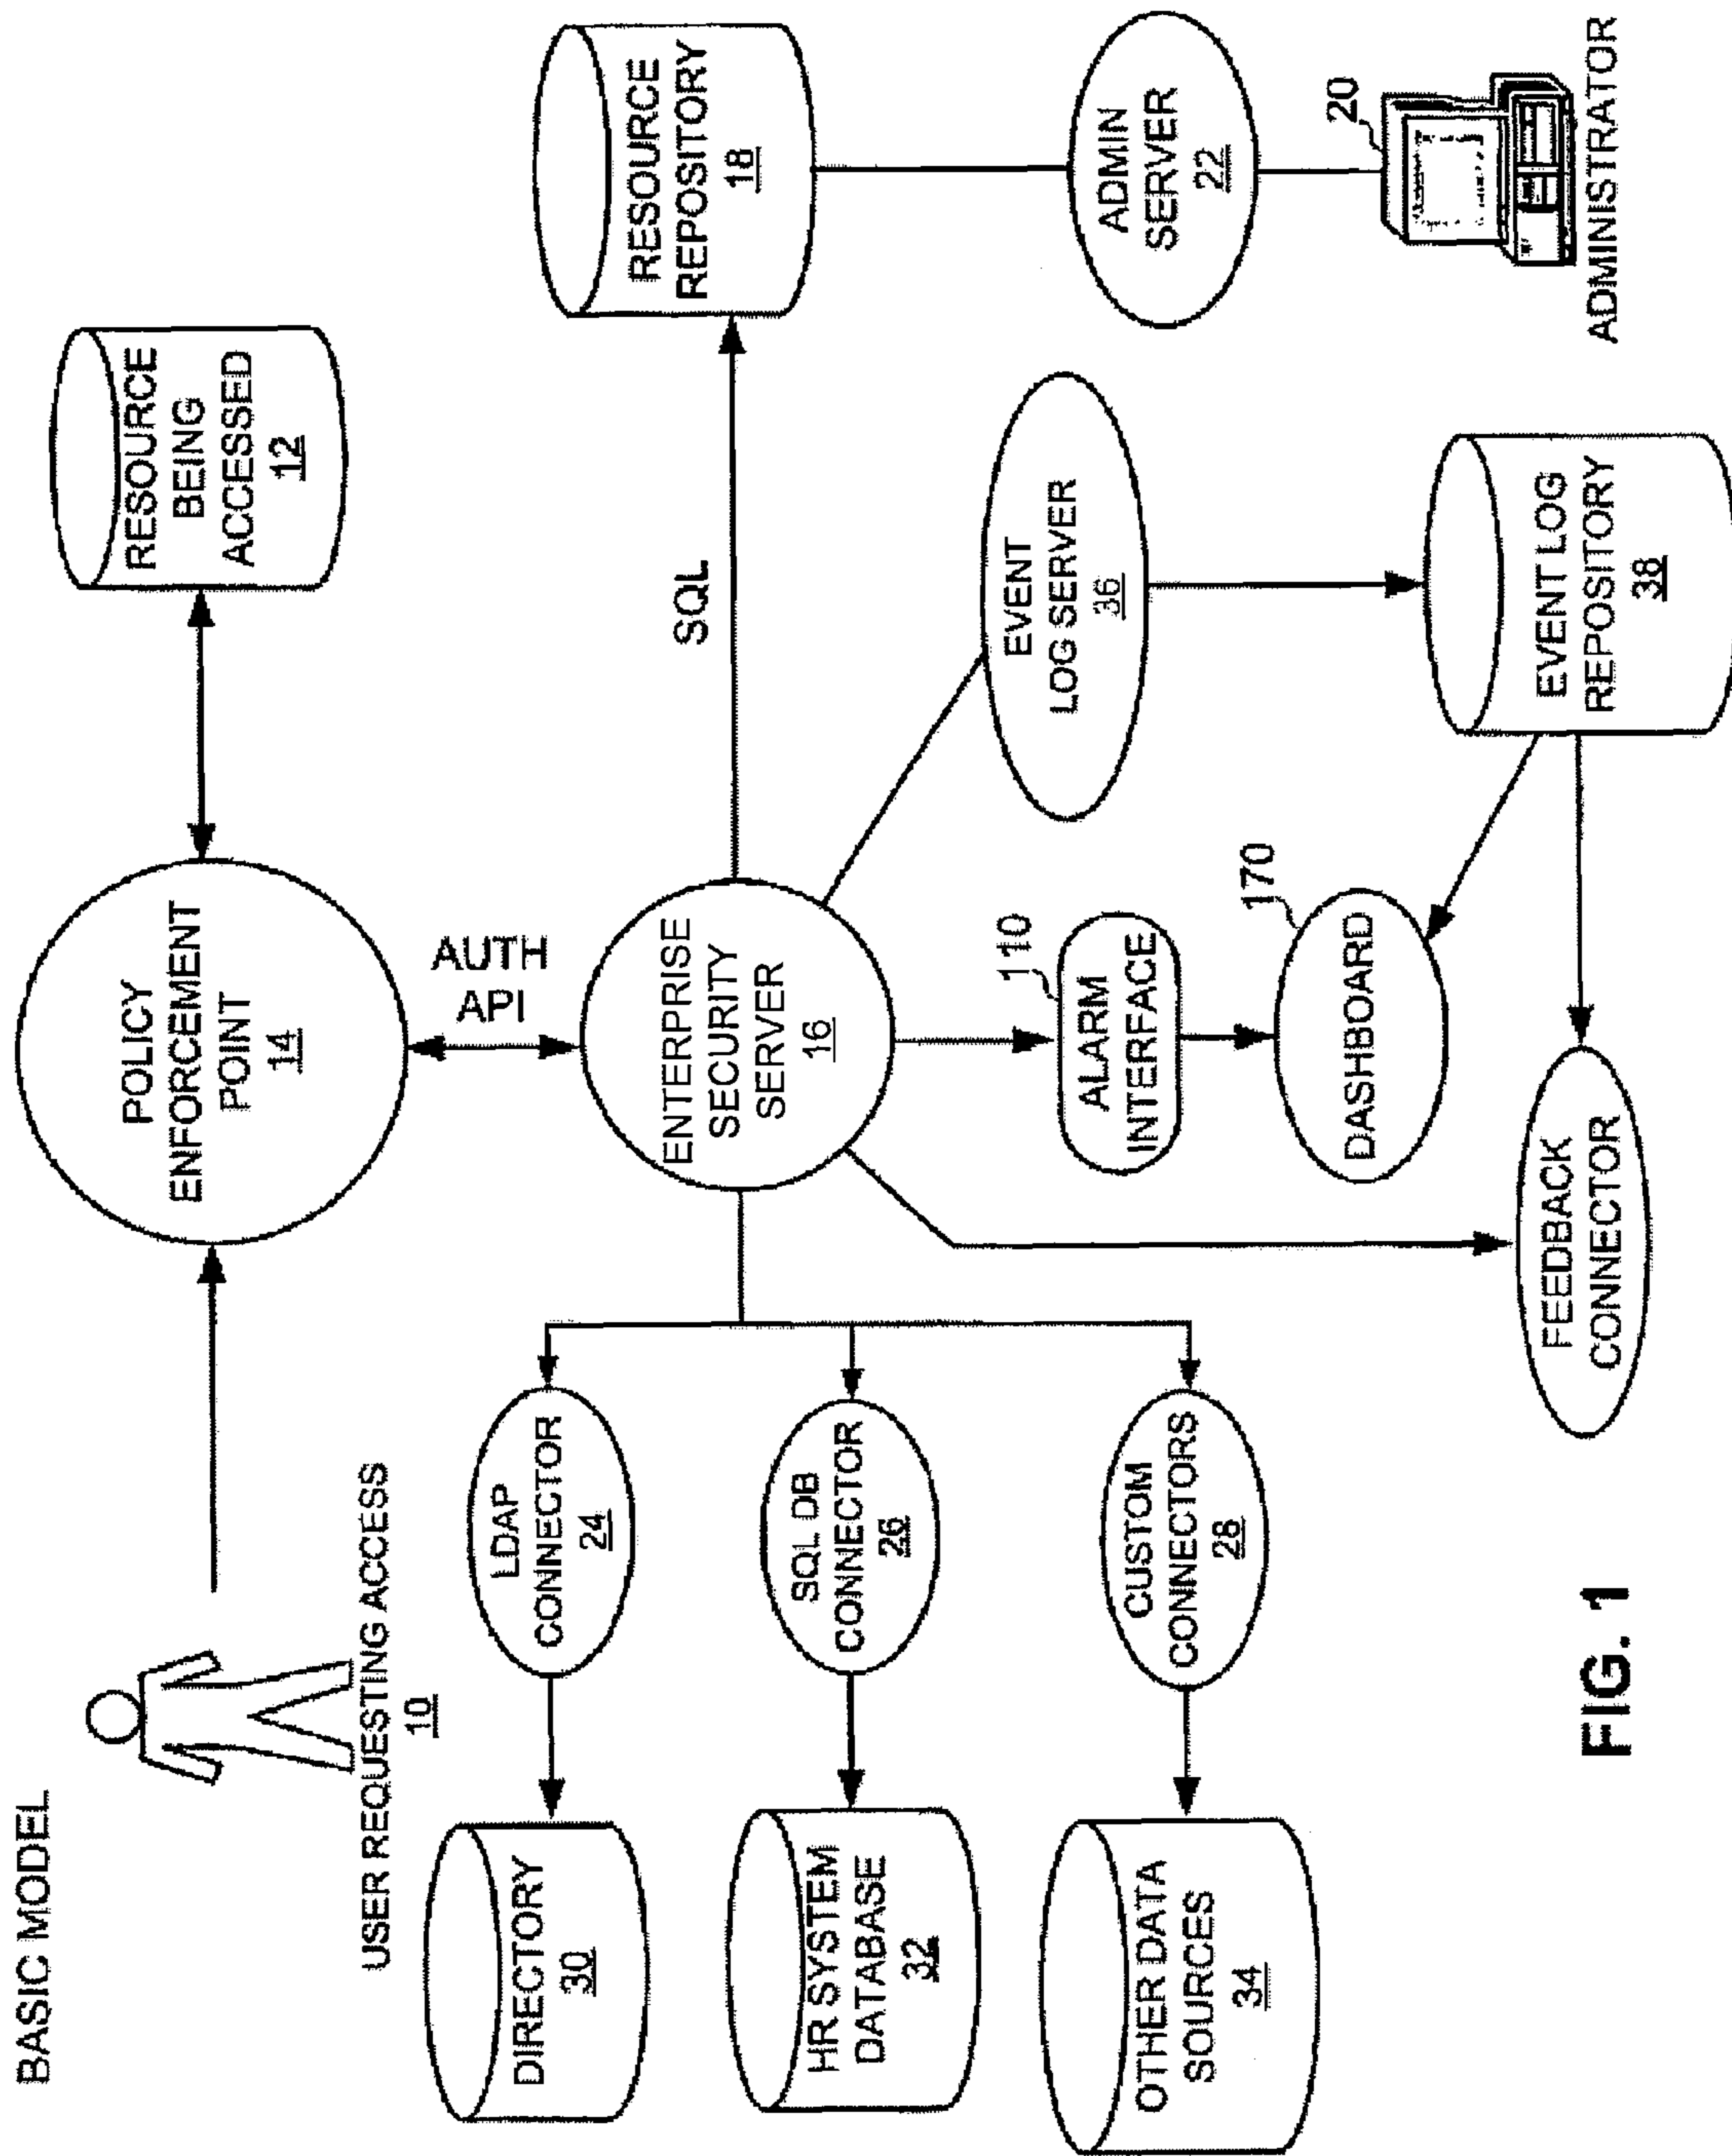 BASIC MODEL
USER REQUESTING ACCESS
10
POLICY
ENFORCEMENT
POINT
14
RESOURCE
BEING
ACCESSED
12
AUTH
API
ENTERPRISE
SECURITY
SERVER
16
SQL
RESOURCE
REPOSITORY
18
DIRECTORY
30
LDAP
CONNECTOR
24
HR SYSTEM
DATABASE
32
SQL DB
CONNECTOR
26
OTHER DATA
SOURCES
34
CUSTOM
CONNECTORS
28
ALARM
INTERFACE
110
DASHBOARD
170
FEEDBACK
CONNECTOR
EVENT
LOG SERVER
36
EVENT LOG
REPOSITORY
38
ADMIN
SERVER
22
20
ADMINISTRATOR
FIG. 1